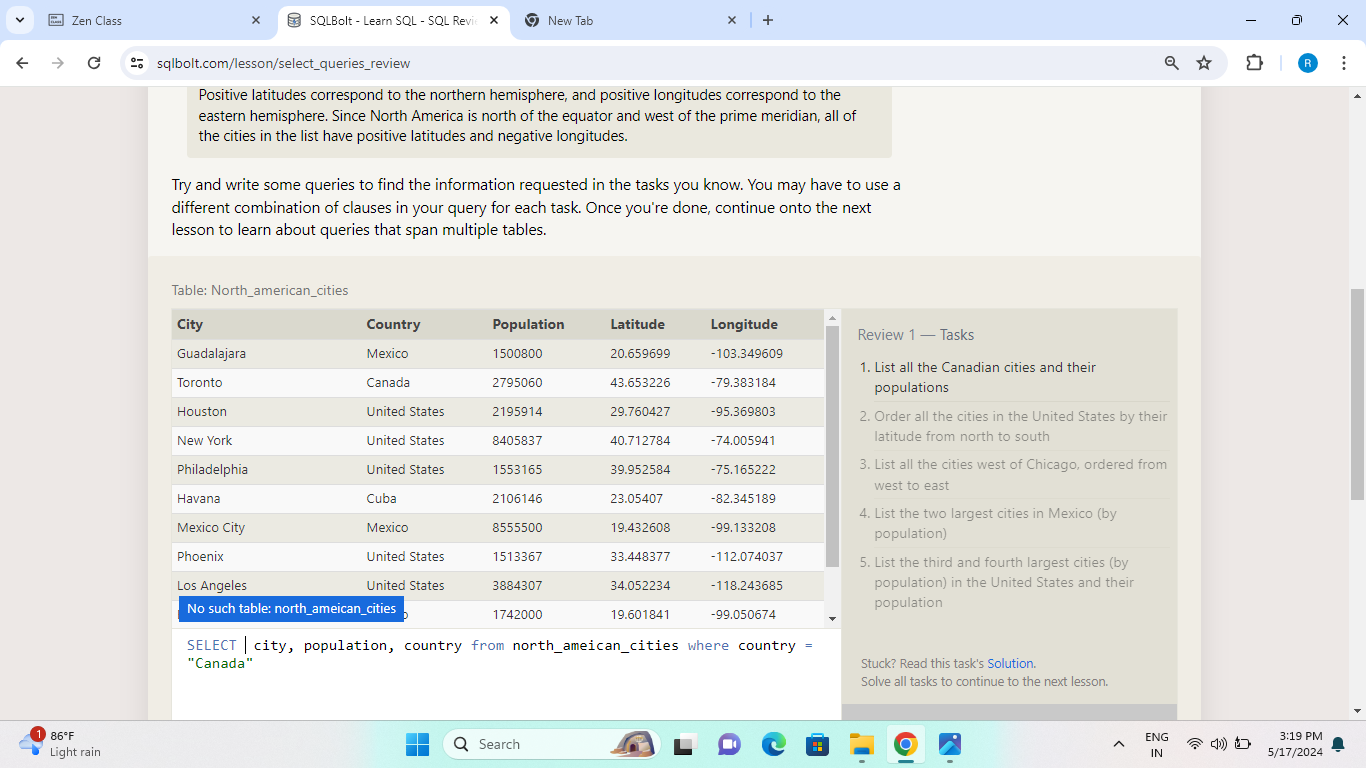 Zen Class
SQLBolt - Learn SQL - SQL Revie
New Tab
sqlbolt.com/lesson/select_queries_review
R
Positive latitudes correspond to the northern hemisphere, and positive longitudes correspond to the
eastern hemisphere. Since North America is north of the equator and west of the prime meridian, all of
the cities in the list have positive latitudes and negative longitudes.
Try and write some queries to find the information requested in the tasks you know. You may have to use a
different combination of clauses in your query for each task. Once you're done, continue onto the next
lesson to learn about queries that span multiple tables.
Table: North_american_cities
City Country Population Latitude Longitude
Guadalajara Mexico 1500800 20.659699 -103.349609
Toronto Canada 2795060 43.653226 -79.383184
Houston United States 2195914 29.760427 -95.369803
New York United States 8405837 40.712784 -74.005941
Philadelphia United States 1553165 39.952584 -75.165222
Havana Cuba 2106146 23.05407 -82.345189
Mexico City Mexico 8555500 19.432608 -99.133208
Phoenix United States 1513367 33.448377 -112.074037
Los Angeles United States 3884307 34.052234 -118.243685
1742000 19.601841 -99.050674
No such table: north_ameican_cities
SELECT city, population, country from north_ameican_cities where country =
"Canada"
Review 1 — Tasks
1. List all the Canadian cities and their
populations
2. Order all the cities in the United States by their
latitude from north to south
3. List all the cities west of Chicago, ordered from
west to east
4. List the two largest cities in Mexico (by
population)
5. List the third and fourth largest cities (by
population) in the United States and their
population
Stuck? Read this task's Solution.
Solve all tasks to continue to the next lesson.
1
86°F
Light rain
Search
ENG
IN
3:19 PM
5/17/2024